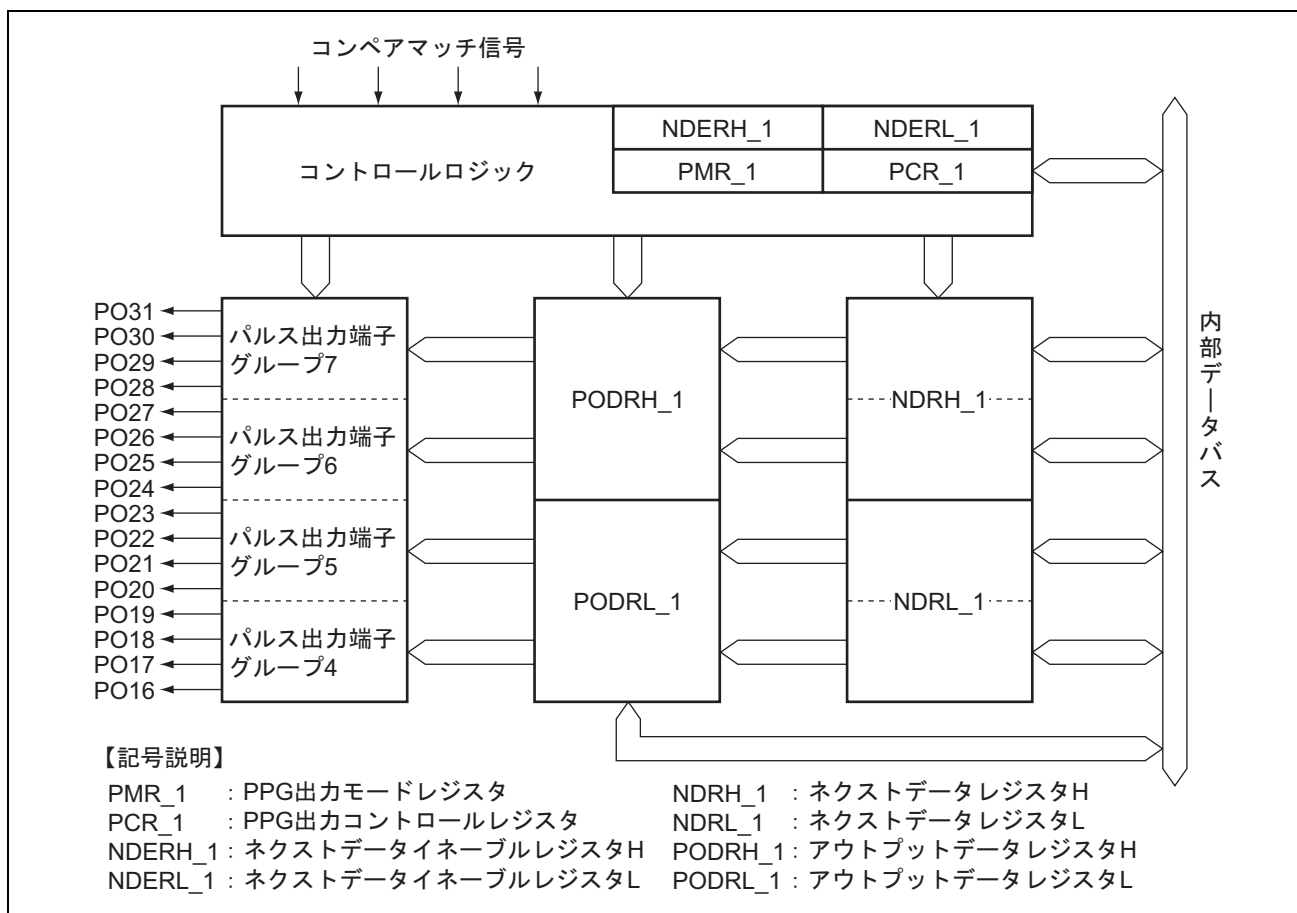 コンペアマッチ信号
コントロールロジック
NDERH_1
NDERL_1
PMR_1
PCR_1
PO31
PO30
PO29
PO28
PO27
PO26
PO25
PO24
PO23
PO22
PO21
PO20
PO19
PO18
PO17
PO16
パルス出力端子
グループ7
パルス出力端子
グループ6
パルス出力端子
グループ5
パルス出力端子
グループ4
PODRH_1
PODRL_1
NDRH_1
NDRL_1
内部データバス
【記号説明】
PMR_1 : PPG出力モードレジスタ
PCR_1 : PPG出力コントロールレジスタ
NDERH_1 : ネクストデータイネーブルレジスタH
NDERL_1 : ネクストデータイネーブルレジスタL
NDRH_1 : ネクストデータレジスタH
NDRL_1 : ネクストデータレジスタL
PODRH_1 : アウトプットデータレジスタH
PODRL_1 : アウトプットデータレジスタL